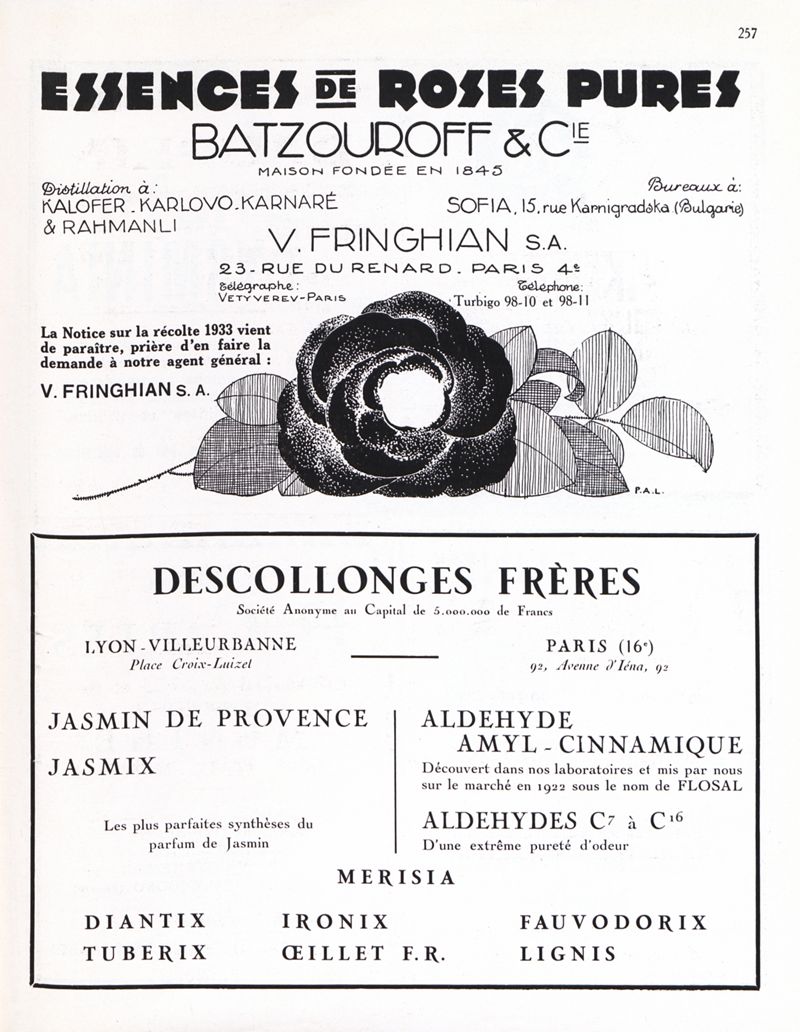 257
ESSENCES DE ROSES PURES
BATZOUROFF & CIE
MAISON FONDÉE EN 1845
Distillation à:
KALOFER - KARLOVO - KARNARÉ
& RAHMANLI
Bureaux à:
SOFIA, 15, rue Karnigradska (Bulgarie)
V. FRINGHIAN S.A.
23 - RUE DU RENARD - PARIS 4e
Télégraphe:
VETYVEREV-PARIS
Téléphone:
Turbigo 98-10 et 98-11
La Notice sur la récolte 1933 vient
de paraître, prière d'en faire la
demande à notre agent général :
V. FRINGHIAN S. A.
P.A.L.
DESCOLLONGES FRÈRES
Société Anonyme au Capital de 5.000.000 de Francs
LYON-VILLEURBANNE
Place Croix-Luizet
PARIS (16e)
92, Avenue d'Iéna, 92
JASMIN DE PROVENCE
JASMIX
Les plus parfaites synthèses du
parfum de Jasmin
ALDEHYDE
AMYL-CINNAMIQUE
Découvert dans nos laboratoires et mis par nous
sur le marché en 1922 sous le nom de FLOSAL
ALDEHYDES C7 à C16
D'une extrême pureté d'odeur
MERISIA
DIANTIX IRONIX FAUVODORIX
TUBERIX ŒILLET F.R. LIGNIS